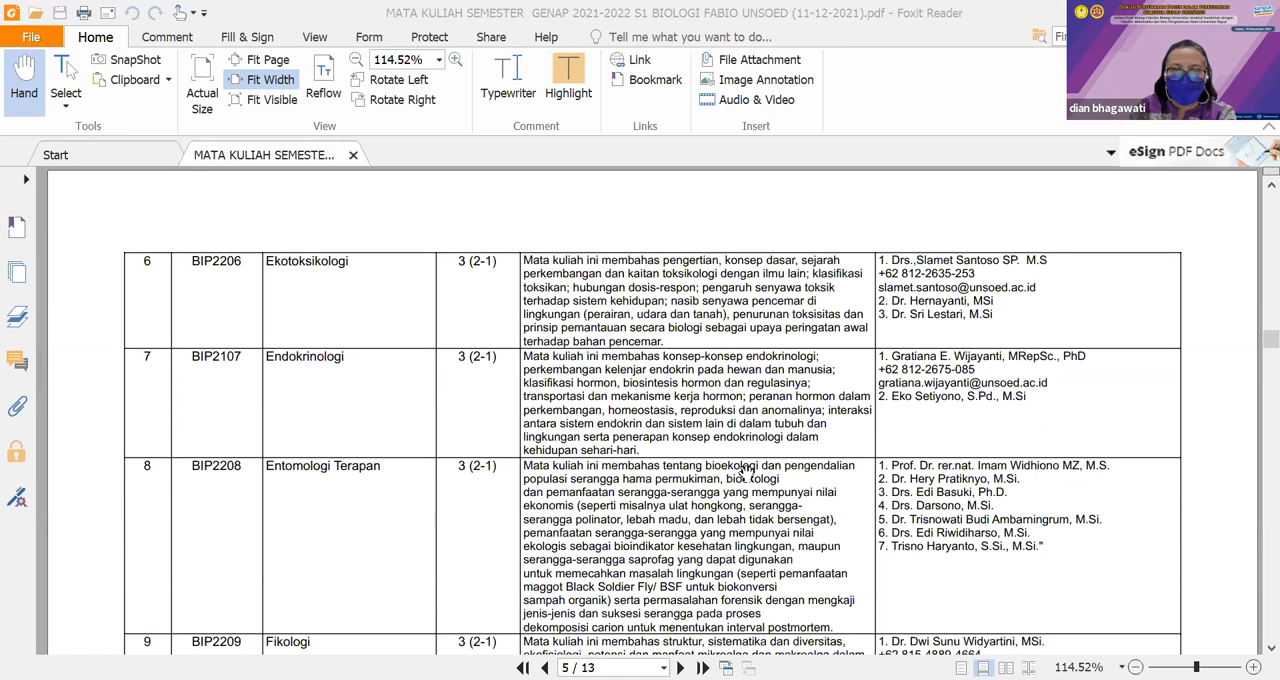 MATA KULIAH SEMESTER GENAP 2021-2022 S1 BIOLOGI FABIO UNSOED (11-12-2021).pdf - Foxit Reader
File
Home
Comment
Fill & Sign
View
Form
Help
Tell me what you want to do...
Hand
Select
SnapShot
Clipboard
Tools
Actual Size
Fit Page
Fit Width
Fit Visible
Reflow
114.52%
Rotate Left
Rotate Right
View
Typewriter
Highlight
Comment
Link
Bookmark
Links
File Attachment
Image Annotation
Audio & Video
Insert
dian bhagawati
Start
MATA KULIAH SEMESTE...
eSign PDF Docs
6
BIP2206
Ekotoksikologi
3 (2-1)
Mata kuliah ini membahas pengertian, konsep dasar, sejarah
perkembangan dan kaitan toksikologi dengan ilmu lain; klasifikasi
toksikan; hubungan dosis-respon; pengaruh senyawa toksik
terhadap sistem kehidupan; nasib senyawa pencemar di
lingkungan (perairan, udara dan tanah), penurunan toksisitas dan
prinsip pemantauan secara biologi sebagai upaya peringatan awal
terhadap bahan pencemar.
1. Drs.,Slamet Santoso SP. M.S
+62 812-2635-253
slamet.santoso@unsoed.ac.id
2. Dr. Hernayanti, MSi
3. Dr. Sri Lestari, M.Si
7
BIP2107
Endokrinologi
3 (2-1)
Mata kuliah ini membahas konsep-konsep endokrinologi;
perkembangan kelenjar endokrin pada hewan dan manusia;
klasifikasi hormon, biosintesis hormon dan regulasinya;
transportasi dan mekanisme kerja hormon; peranan hormon dalam
perkembangan, homeostasis, reproduksi dan anomalinya; interaksi
antara sistem endokrin dan sistem lain di dalam tubuh dan
lingkungan serta penerapan konsep endokrinologi dalam
kehidupan sehari-hari.
1. Gratiana E. Wijayanti, MRepSc., PhD
+62 812-2675-085
gratiana.wijayanti@unsoed.ac.id
2. Eko Setiyono, S.Pd., M.Si
8
BIP2208
Entomologi Terapan
3 (2-1)
Mata kuliah ini membahas tentang bioekologi dan pengendalian
populasi serangga hama permukiman, bioekologi
dan pemanfaatan serangga-serangga yang mempunyai nilai
ekonomis (seperti misalnya ulat hongkong, serangga-
serangga polinator, lebah madu, dan lebah tidak bersengat),
pemanfaatan serangga-serangga yang mempunyai nilai
ekologis sebagai bioindikator kesehatan lingkungan, maupun
serangga-serangga saprofag yang dapat digunakan
untuk memecahkan masalah lingkungan (seperti pemanfaatan
maggot Black Soldier Fly/ BSF untuk biokonversi
sampah organik) serta permasalahan forensik dengan mengkaji
jenis-jenis dan suksesi serangga pada proses
dekomposisi carion untuk menentukan interval postmortem.
1. Prof. Dr. rer.nat. Imam Widhiono MZ, M.S.
2. Dr. Hery Pratiknyo, M.Si.
3. Drs. Edi Basuki, Ph.D.
4. Drs. Darsono, M.Si.
5. Dr. Trisnowati Budi Ambarningrum, M.Si.
6. Drs. Edi Riwidiharso, M.Si.
7. Trisno Haryanto, S.Si., M.Si."
9
BIP2209
Fikologi
3 (2-1)
Mata kuliah ini membahas struktur, sistematika dan diversitas,
ekofisiologi, potensi dan manfaat mikroalga dan makroalga dalam
1. Dr. Dwi Sunu Widyartini, MSi.
+62 815-4889-4664
5 / 13
114.52%